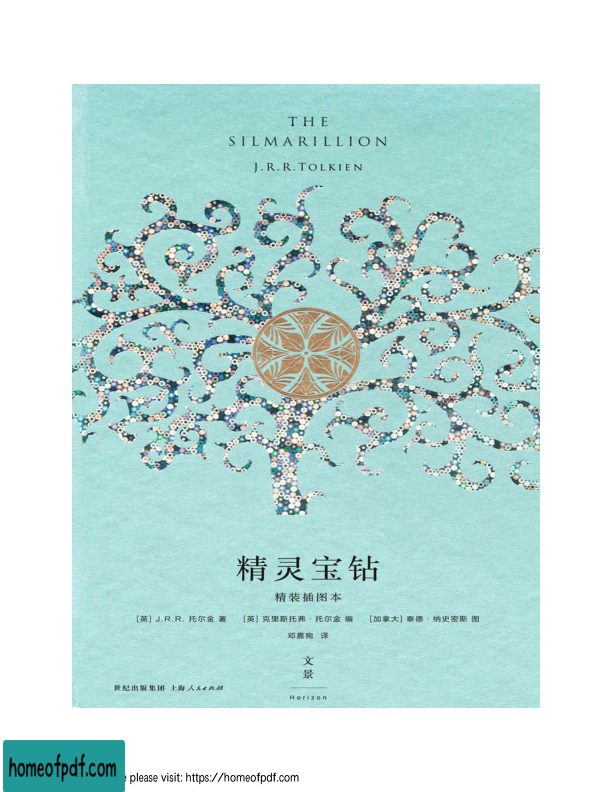 THE
SILMARILLION
J.R.R.TOLKIEN
精灵宝钻
精装插图本
[英] J.R.R. 托尔金 著 [英] 克里斯托弗·托尔金 编 [加拿大] 泰德·纳史密斯 图
邓嘉宛 译
文
景
Horizon
世纪出版集团 上海人民出版社
homeofpdf.com
please visit: https://homeofpdf.com